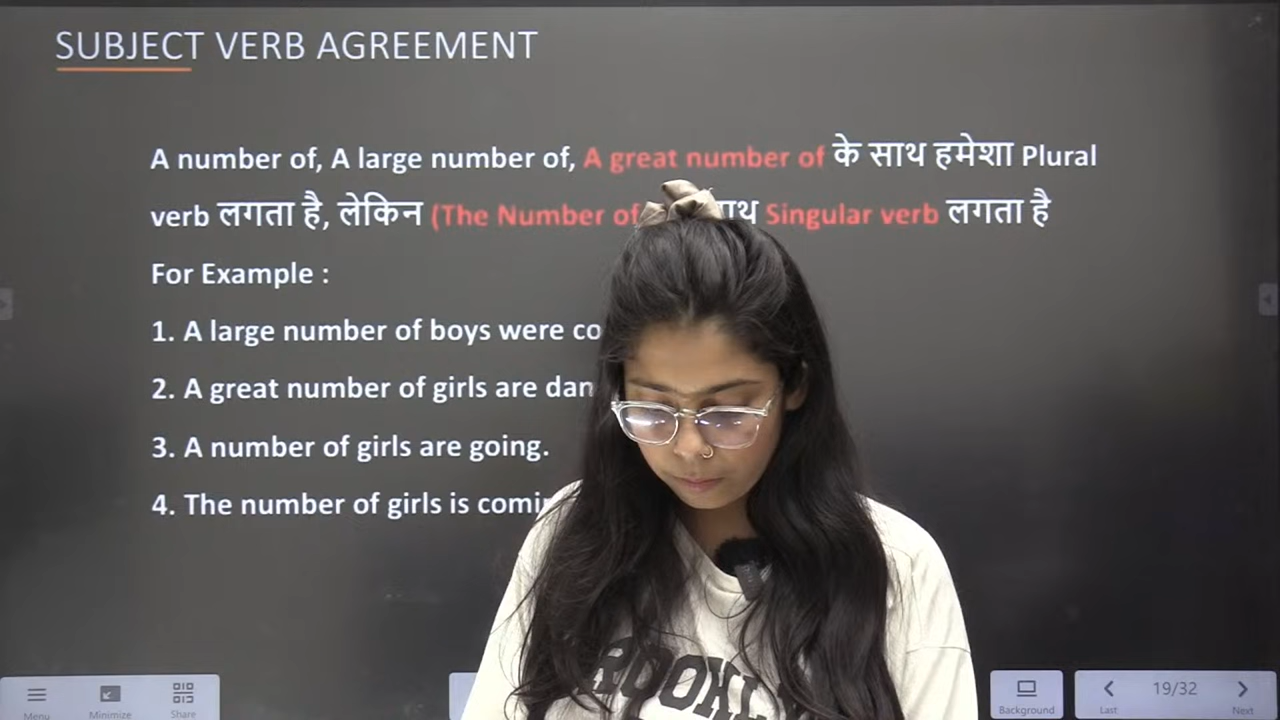 SUBJECT VERB AGREEMENT
A number of, A large number of, A great number of के साथ हमेशा Plural
verb लगता है, लेकिन (The Number of साथ Singular verb लगता है
For Example :
1. A large number of boys were
2. A great number of girls are
3. A number of girls are going.
4. The number of girls is
Menu
Minimize
Share
Background
Last
19/32
Next